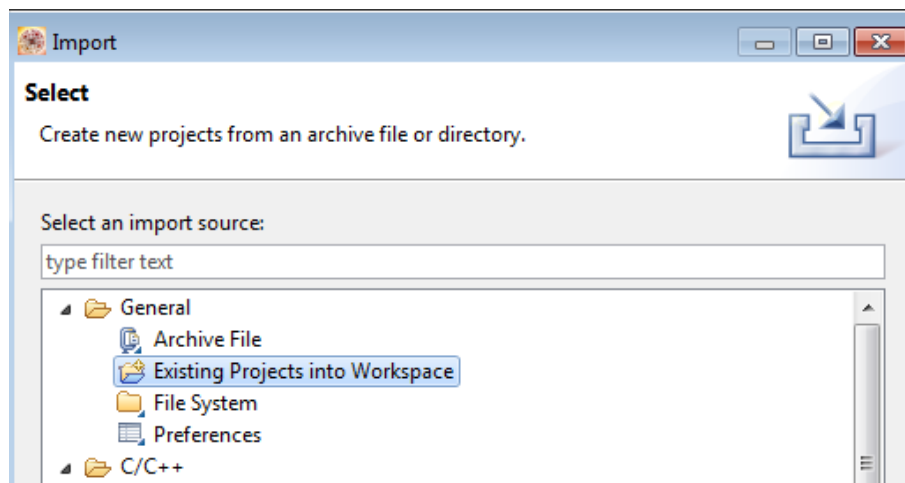 Import
Select
Create new projects from an archive file or directory.
Select an import source:
type filter text
General
Archive File
Existing Projects into Workspace
File System
Preferences
C/C++